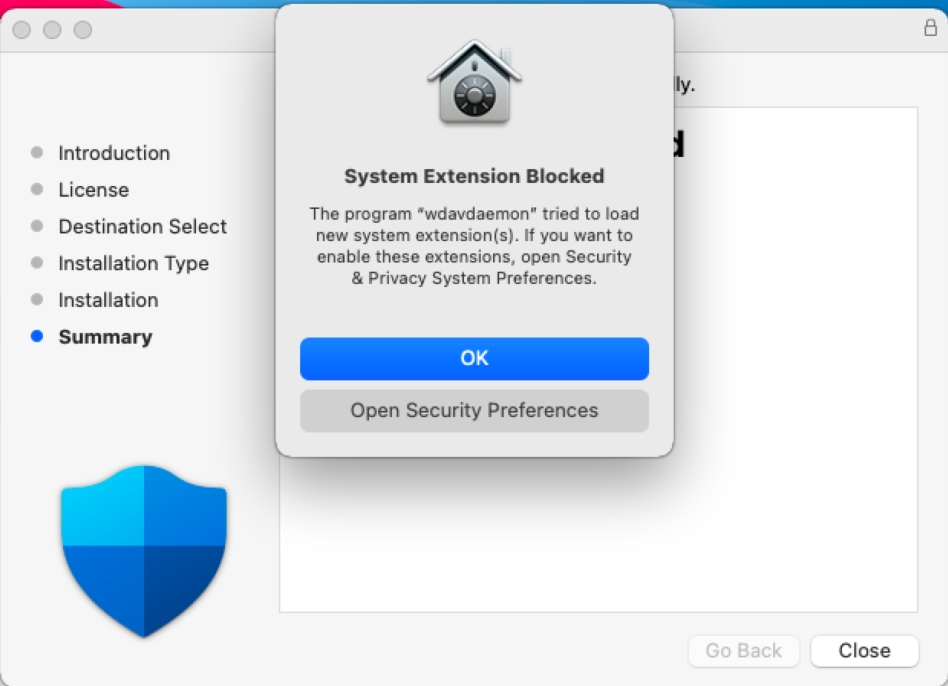 System Extension Blocked
The program “wdavdaemon” tried to load
new system extension(s). If you want to
enable these extensions, open Security
& Privacy System Preferences.
OK
Open Security Preferences
Introduction
License
Destination Select
Installation Type
Installation
Summary
Go Back
Close